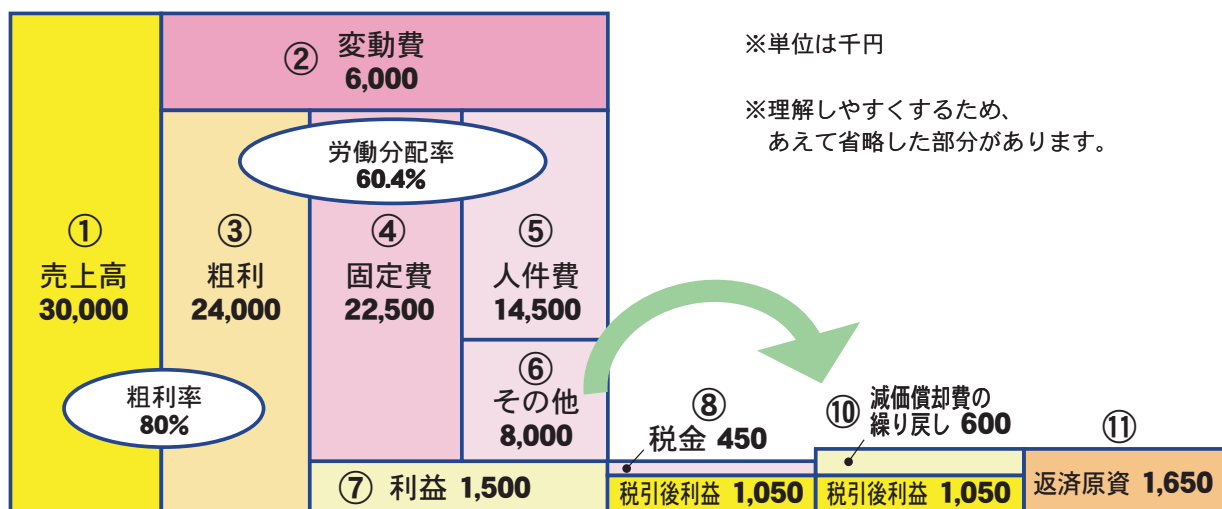 ② 変動費
6,000
※単位は千円
※理解しやすくするため、
あえて省略した部分があります。
労働分配率
60.4%
①
売上高
30,000
③
粗利
24,000
④
固定費
22,500
⑤
人件費
14,500
粗利率
80%
⑥
その他
8,000
⑦ 利益 1,500
⑧
税金 450
税引後利益 1,050
⑩ 減価償却費の
繰り戻し 600
税引後利益 1,050
⑪
返済原資 1,650